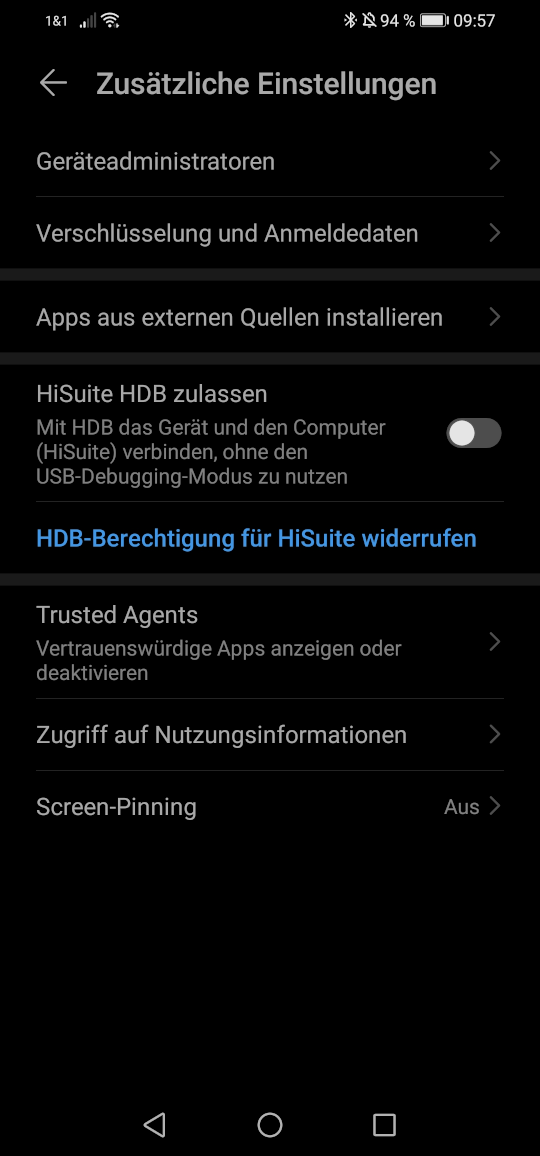 1&1 94 % 09:57
Zusätzliche Einstellungen
Geräteadministratoren
Verschlüsselung und Anmeldedaten
Apps aus externen Quellen installieren
HiSuite HDB zulassen
Mit HDB das Gerät und den Computer
(HiSuite) verbinden, ohne den
USB-Debugging-Modus zu nutzen
HDB-Berechtigung für HiSuite widerrufen
Trusted Agents
Vertrauenswürdige Apps anzeigen oder
deaktivieren
Zugriff auf Nutzungsinformationen
Screen-Pinning Aus